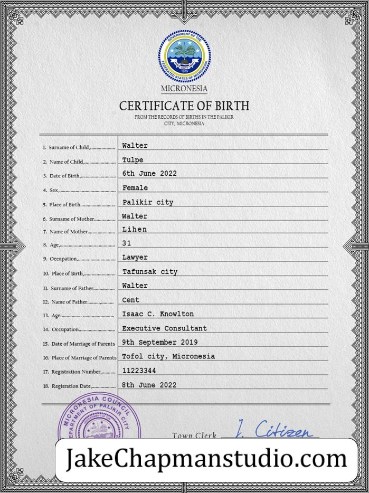 MICRONESIA
CERTIFICATE OF BIRTH
FROM THE RECORDS OF BIRTHS IN THE PALIKIR
CITY, MICRONESIA
1. Surname of Child Walter
2. Name of Child Tulpe
3. Date of Birth 6th June 2022
4. Sex Female
5. Place of Birth Palikir city
6. Surname of Mother Walter
7. Name of Mother Lihen
8. Age 31
9. Occupation Lawyer
10. Place of Birth Tafunsak city
11. Surname of Father Walter
12. Name of Father Cent
13. Age Isaac C. Knowlton
14. Occupation Executive Consultant
15. Date of Marriage of Parents 9th September 2019
16. Place of Marriage of Parents Tofol city, Micronesia
17. Registration Number 11223344
18. Registration Date 8th June 2022
MICRONESIA COUNCIL
DEPARTMENT OF PALIKIR CITY
Town Clerk J. Citizen
JakeChapmanstudio.com